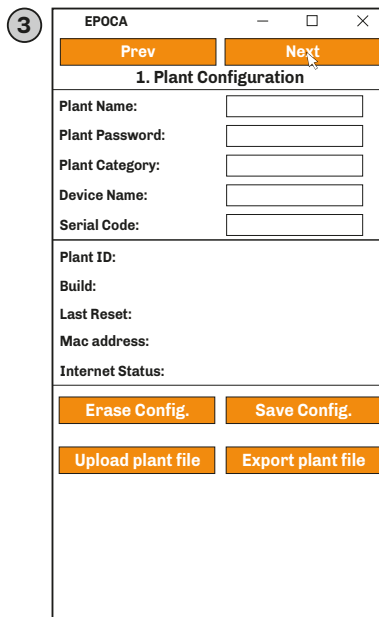 3
EPOCA
Prev Next
1. Plant Configuration
Plant Name:
Plant Password:
Plant Category:
Device Name:
Serial Code:
Plant ID:
Build:
Last Reset:
Mac address:
Internet Status:
Erase Config. Save Config.
Upload plant file Export plant file